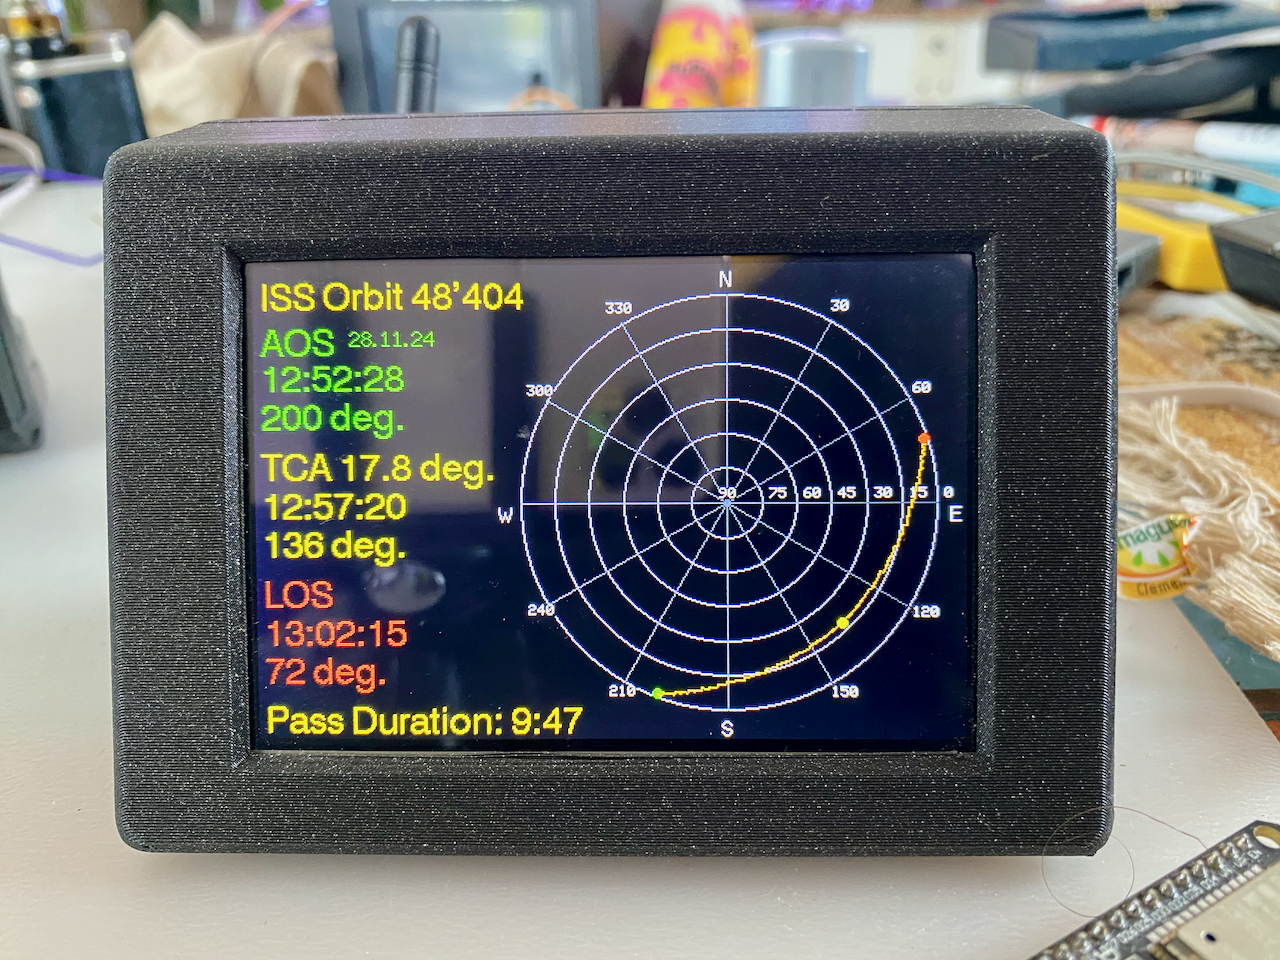 ISS Orbit 48'404
AOS 28.11.24
12:52:28
200 deg.
TCA 17.8 deg.
12:57:20
136 deg.
LOS
13:02:15
72 deg.
Pass Duration: 9:47
N
330
30
300
60
90 75 60 45 30 15 0
W
E
240
120
210
150
S